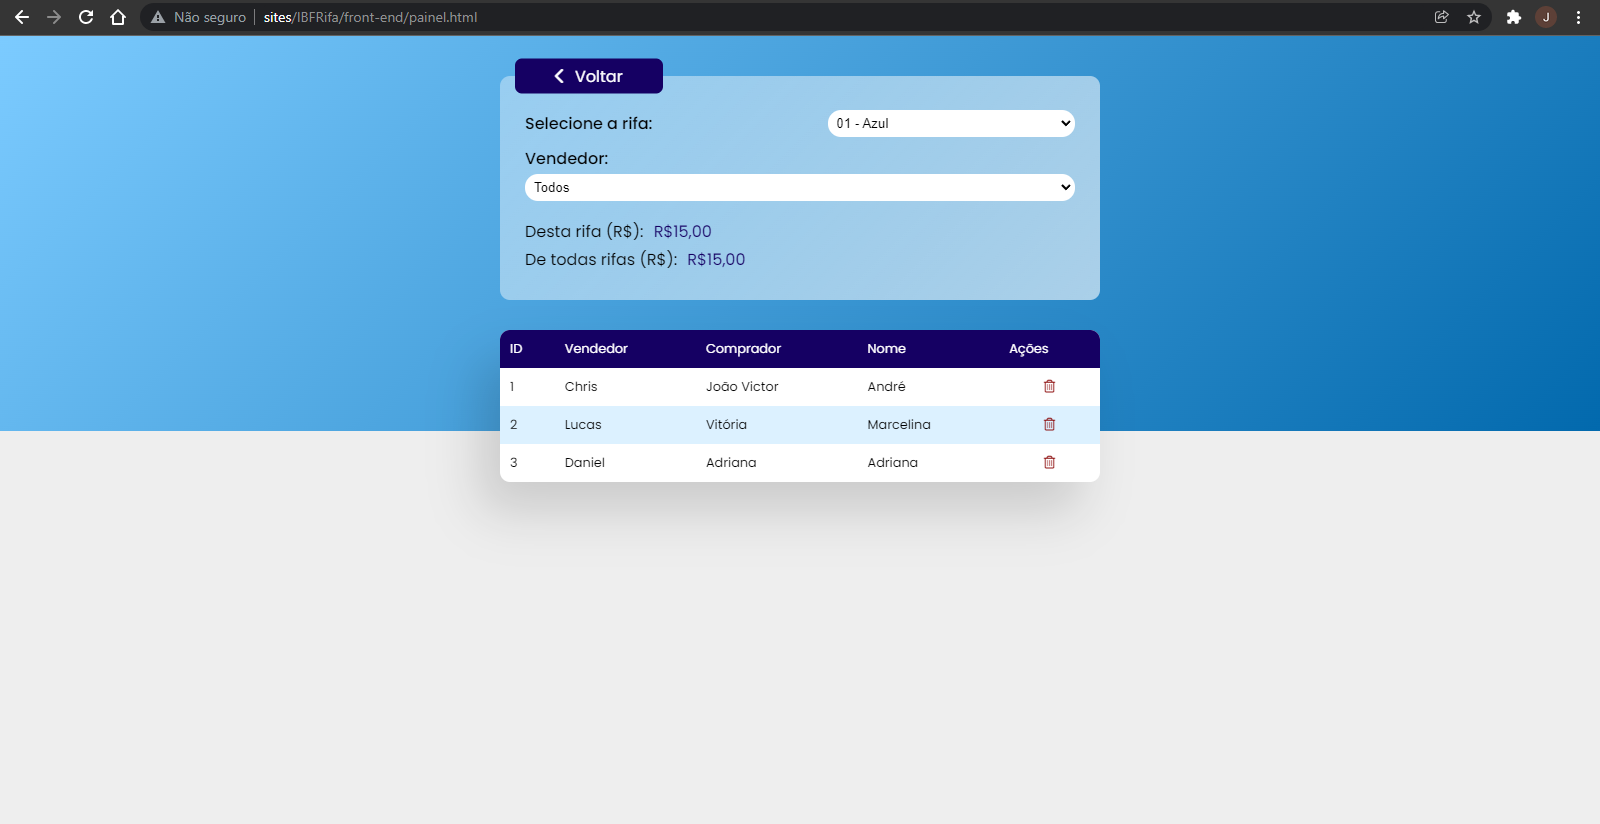 Não seguro | sites/IBFRifa/front-end/painel.html
J
Voltar
Selecione a rifa: 01 - Azul
Vendedor:
Todos
Desta rifa (R$): R$15,00
De todas rifas (R$): R$15,00
ID Vendedor Comprador Nome Ações
1 Chris João Victor André
2 Lucas Vitória Marcelina
3 Daniel Adriana Adriana